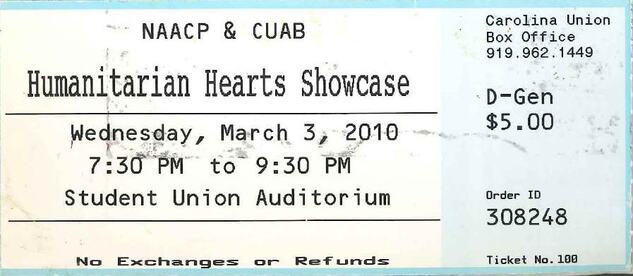 NAACP & CUAB
Humanitarian Hearts Showcase
Wednesday, March 3, 2010
7:30 PM to 9:30 PM
Student Union Auditorium
No Exchanges or Refunds
Carolina Union
Box Office
919.962.1449
D-Gen
$5.00
Order ID
308248
Ticket No.100